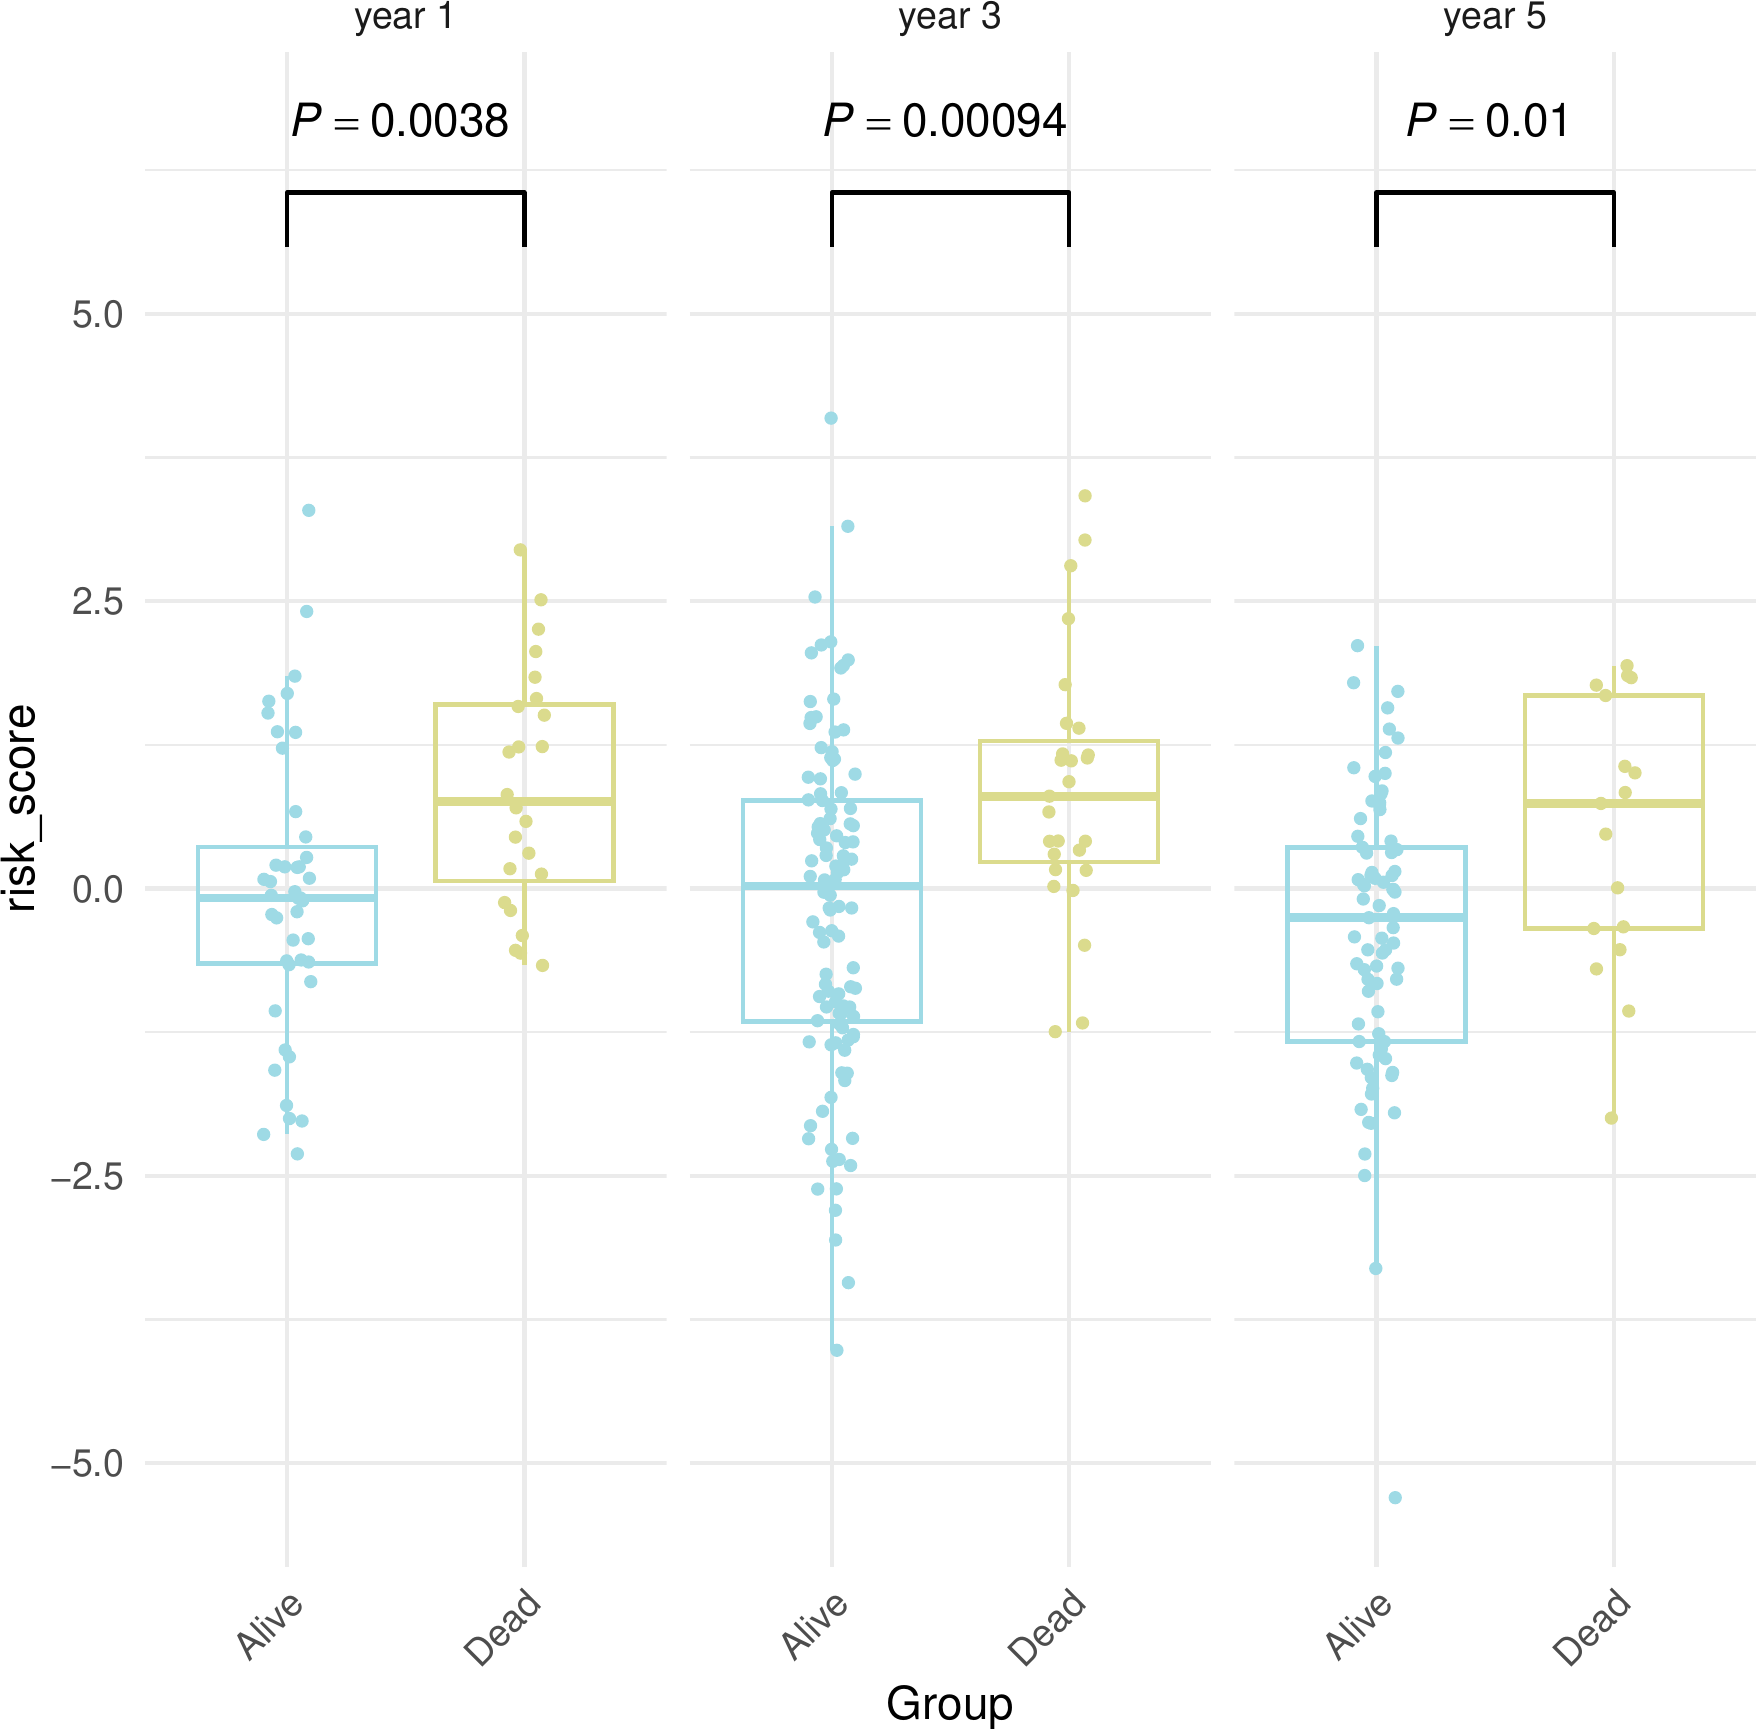 year 1 year 3 year 5
P = 0.0038 P = 0.00094 P = 0.01
5.0
2.5
0.0
−2.5
−5.0
risk_score
Alive Dead Alive Dead Alive Dead
Group